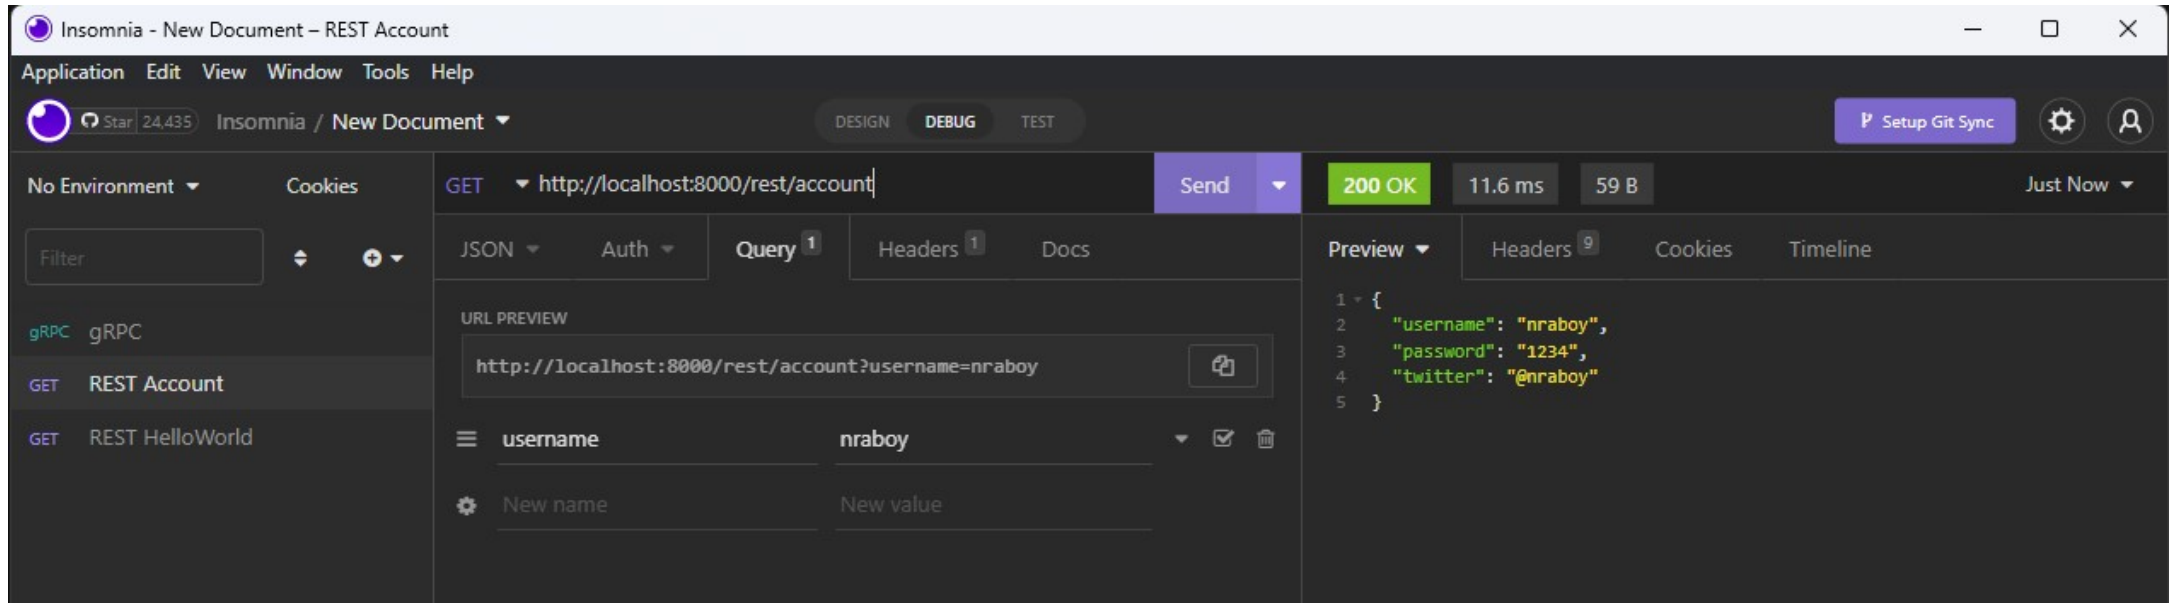 Insomnia - New Document – REST Account
Application Edit View Window Tools Help
Star 24,435 Insomnia / New Document DESIGN DEBUG TEST Setup Git Sync
No Environment Cookies GET http://localhost:8000/rest/account Send 200 OK 11.6 ms 59 B Just Now
Filter JSON Auth Query 1 Headers 1 Docs Preview Headers 9 Cookies Timeline
gRPC gRPC
GET REST Account
GET REST HelloWorld
URL PREVIEW
http://localhost:8000/rest/account?username=nraboy
username nraboy
New name New value
1 {
2 "username": "nraboy",
3 "password": "1234",
4 "twitter": "@nraboy"
5 }